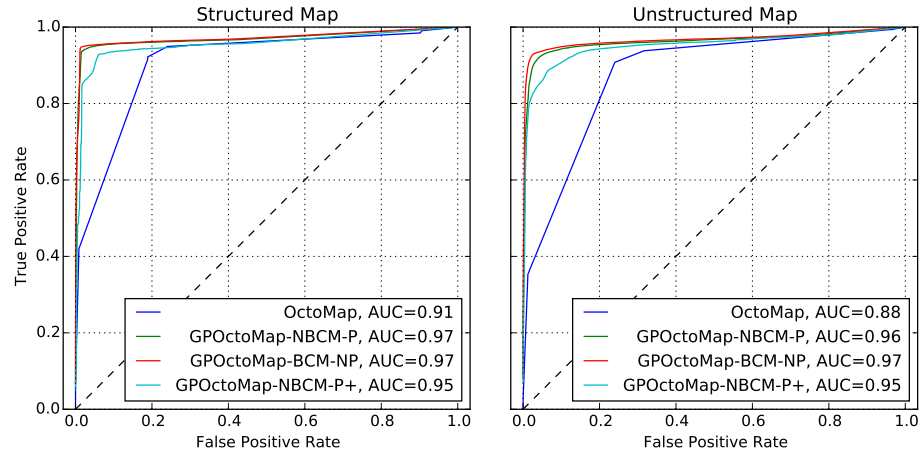 Structured Map
1.0
0.8
0.6
0.4
0.2
0.0
True Positive Rate
OctoMap, AUC=0.91
GPOctoMap-NBCM-P, AUC=0.97
GPOctoMap-BCM-NP, AUC=0.97
GPOctoMap-NBCM-P+, AUC=0.95
0.0 0.2 0.4 0.6 0.8 1.0
False Positive Rate
Unstructured Map
OctoMap, AUC=0.88
GPOctoMap-NBCM-P, AUC=0.96
GPOctoMap-BCM-NP, AUC=0.97
GPOctoMap-NBCM-P+, AUC=0.95
0.0 0.2 0.4 0.6 0.8 1.0
False Positive Rate